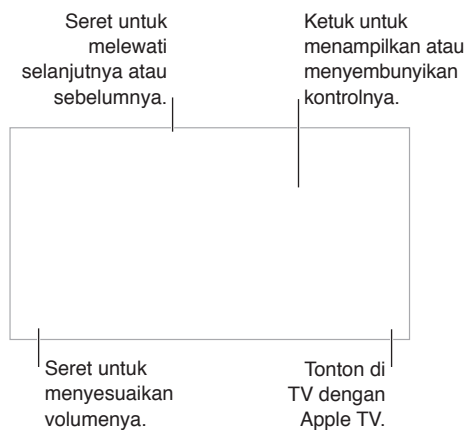 Seret untuk
melewati
selanjutnya atau
sebelumnya.
Ketuk untuk
menampilkan atau
menyembunyikan
kontrolnya.
Seret untuk
menyesuaikan
volumenya.
Tonton di
TV dengan
Apple TV.